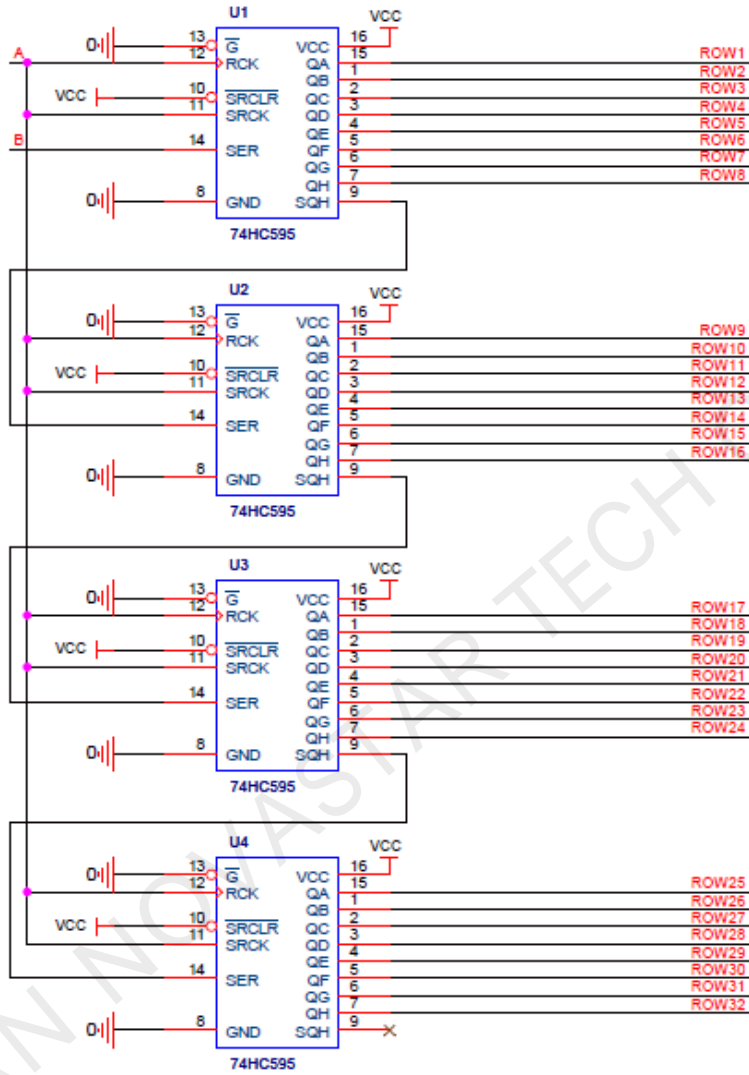 U1
VCC
0 13 G VCC 16
A 12 RCK QA 15 ROW1
QB 1 ROW2
VCC 10 SRCLR QC 2 ROW3
11 SRCK QD 3 ROW4
QE 4 ROW5
B 14 SER QF 5 ROW6
QG 6 ROW7
QH 7 ROW8
0 8 GND SQH 9
74HC595
U2
VCC
0 13 G VCC 16
12 RCK QA 15 ROW9
QB 1 ROW10
VCC 10 SRCLR QC 2 ROW11
11 SRCK QD 3 ROW12
QE 4 ROW13
14 SER QF 5 ROW14
QG 6 ROW15
QH 7 ROW16
0 8 GND SQH 9
74HC595
U3
VCC
0 13 G VCC 16
12 RCK QA 15 ROW17
QB 1 ROW18
VCC 10 SRCLR QC 2 ROW19
11 SRCK QD 3 ROW20
QE 4 ROW21
14 SER QF 5 ROW22
QG 6 ROW23
QH 7 ROW24
0 8 GND SQH 9
74HC595
U4
VCC
0 13 G VCC 16
12 RCK QA 15 ROW25
QB 1 ROW26
VCC 10 SRCLR QC 2 ROW27
11 SRCK QD 3 ROW28
QE 4 ROW29
14 SER QF 5 ROW30
QG 6 ROW31
QH 7 ROW32
0 8 GND SQH 9
74HC595
AN NOVASTAR TECH